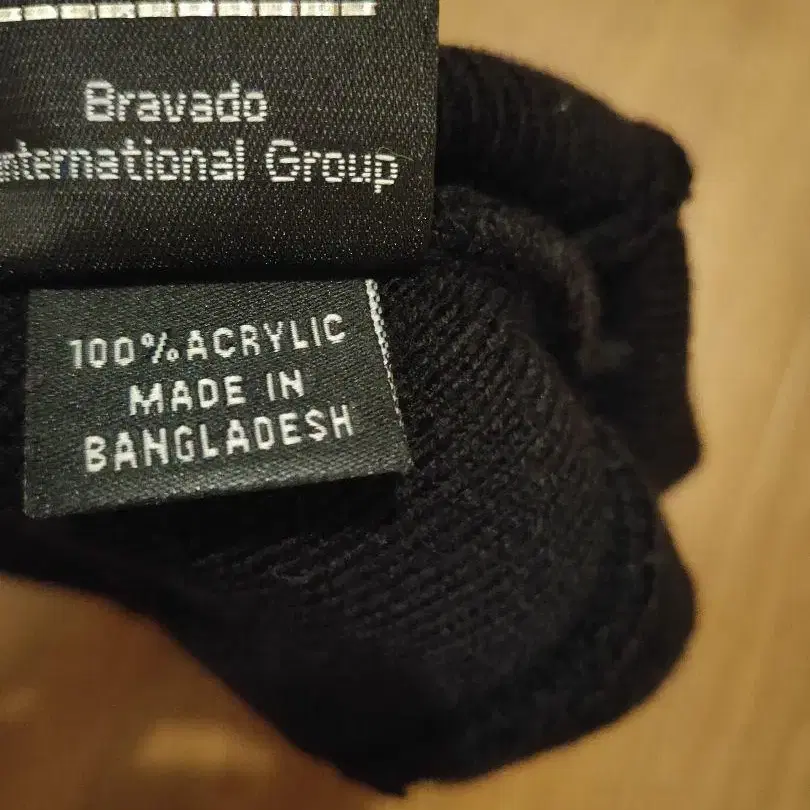 Bravado
International Group
100% ACRYLIC
MADE IN
BANGLADESH